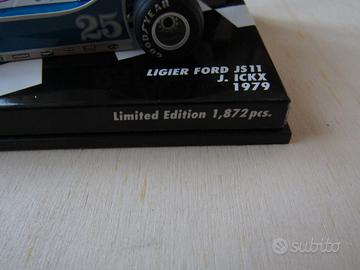 25
GOODYEAR
LIGIER FORD JS11
J. ICKX
1979
Limited Edition 1,872 pcs.
subito